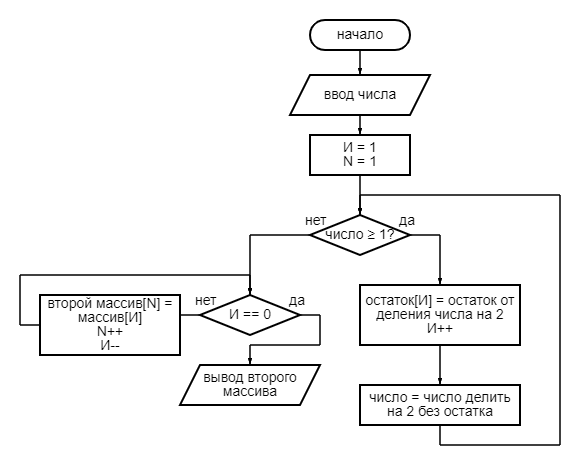 начало
ввод числа
И = 1
N = 1
нет
число ≥ 1?
да
остаток[И] = остаток от
деления числа на 2
И++
число = число делить
на 2 без остатка
нет
И == 0
да
второй массив[N] =
массив[И]
N++
И--
вывод второго
массива